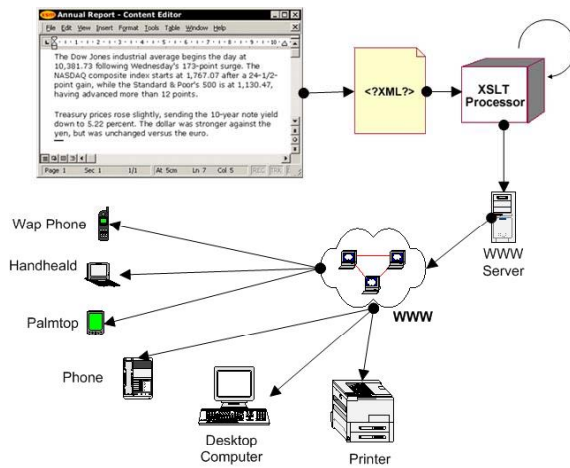 Annual Report - Content Editor
File Edit View Insert Format Tools Table Window Help
The Dow Jones industrial average begins the day at
10,381.73 following Wednesday's 173-point surge. The
NASDAQ composite index starts at 1,767.07 after a 24-1/2-
point gain, while the Standard & Poor's 500 is at 1,130.47,
having advanced more than 12 points.
Treasury prices rose slightly, sending the 10-year note yield
down to 5.22 percent. The dollar was stronger against the
yen, but was unchanged versus the euro.
Page 1 Sec 1 1/1 At 5cm Ln 7 Col 5 REC TRK
<?XML?>
XSLT
Processor
WWW
Server
Wap Phone
Handheald
Palmtop
Phone
WWW
Desktop
Computer
Printer